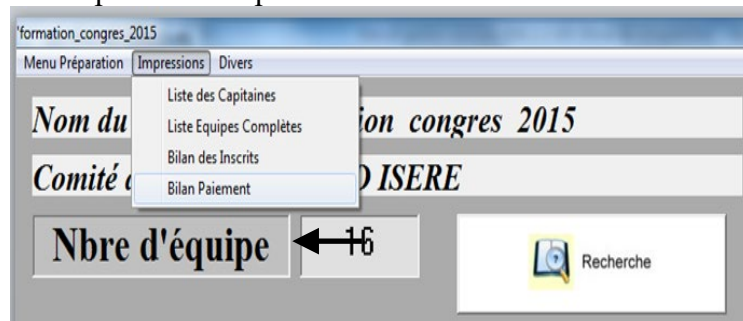 'formation_congres_2015
Menu Préparation Impressions Divers
Liste des Capitaines
Nom du ion congres 2015
Liste Equipes Complètes
Bilan des Inscrits
Comité ISERE
Bilan Paiement
Nbre d'équipe 16
Recherche